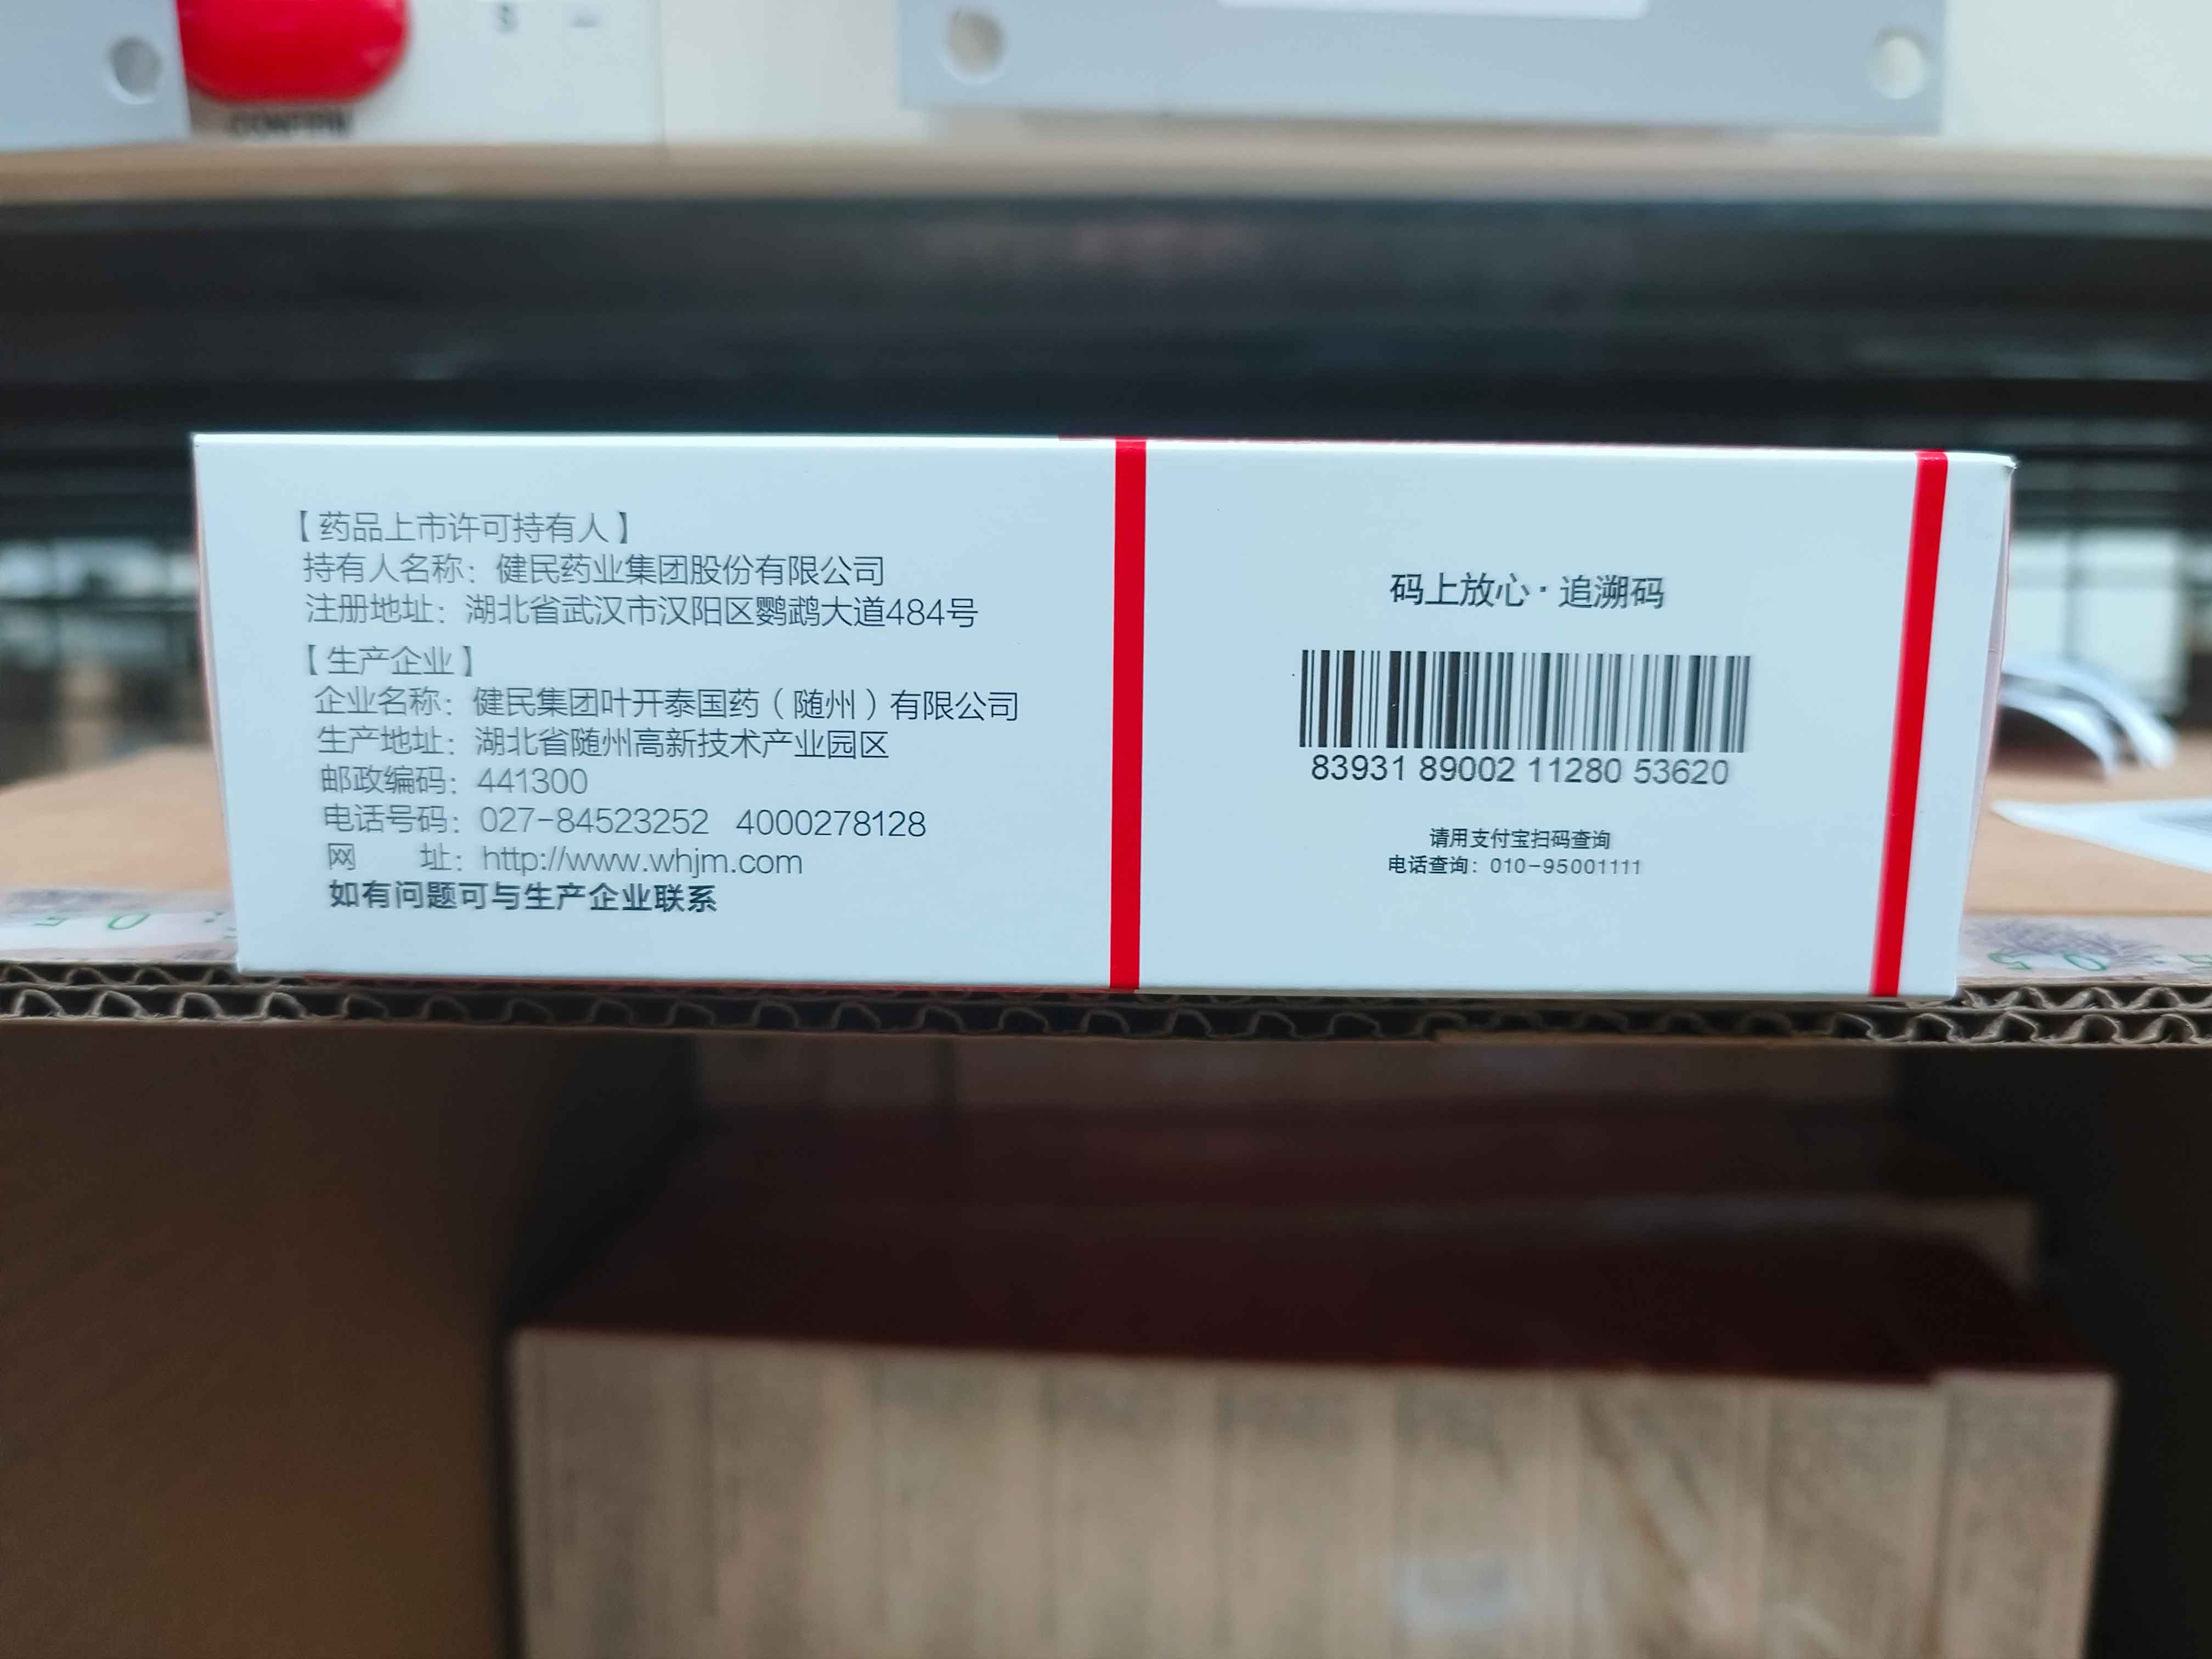 【药品上市许可持有人】
持有人名称：健民药业集团股份有限公司
注册地址：湖北省武汉市汉阳区鹦鹉大道484号
【生产企业】
企业名称：健民集团叶开泰国药（随州）有限公司
生产地址：湖北省随州高新技术产业园区
邮政编码：441300
电话号码：027-84523252 4000278128
网 址：http://www.whjm.com
如有问题可与生产企业联系
码上放心·追溯码
83931 89002 11280 53620
请用支付宝扫码查询
电话查询：010-95001111
CONFIRM